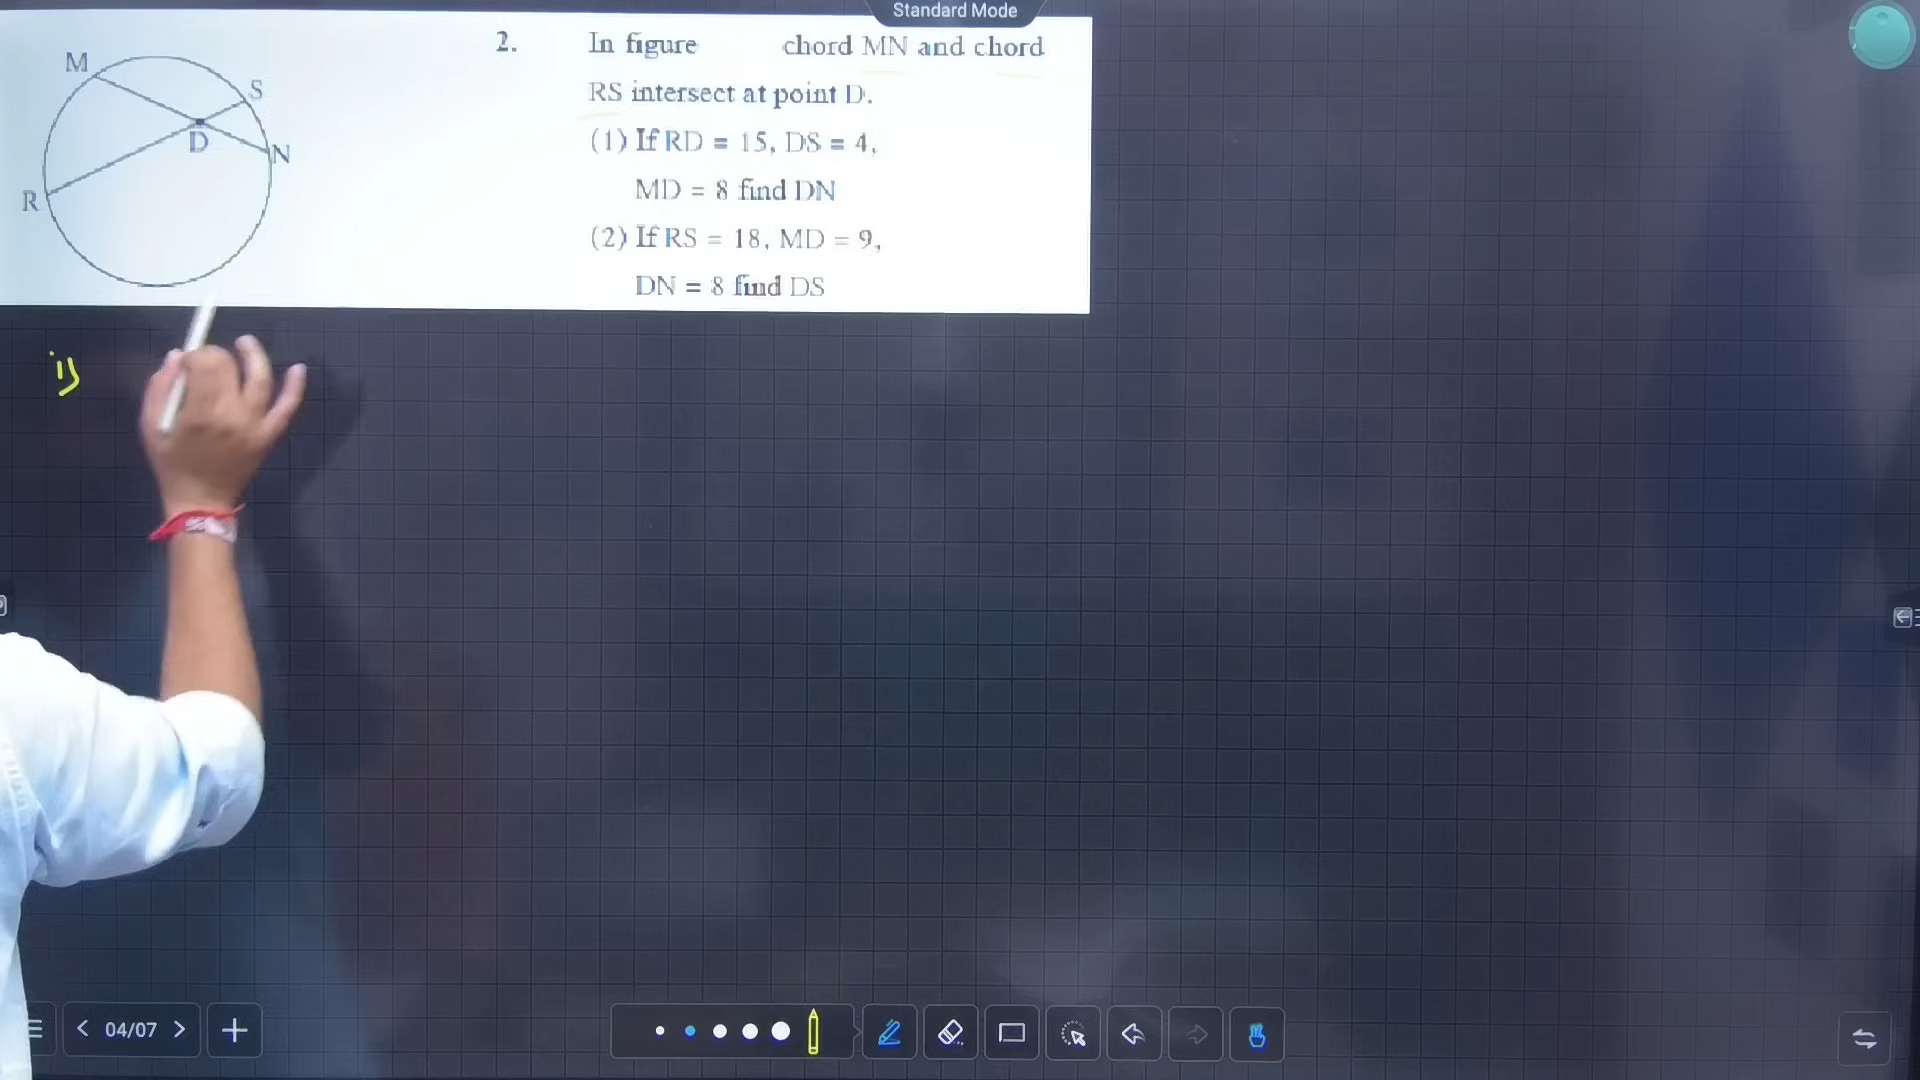 Standard Mode
M
S
D
N
R
2. In figure chord MN and chord
RS intersect at point D.
(1) If RD = 15, DS = 4,
MD = 8 find DN
(2) If RS = 18, MD = 9,
DN = 8 find DS
i)
04/07